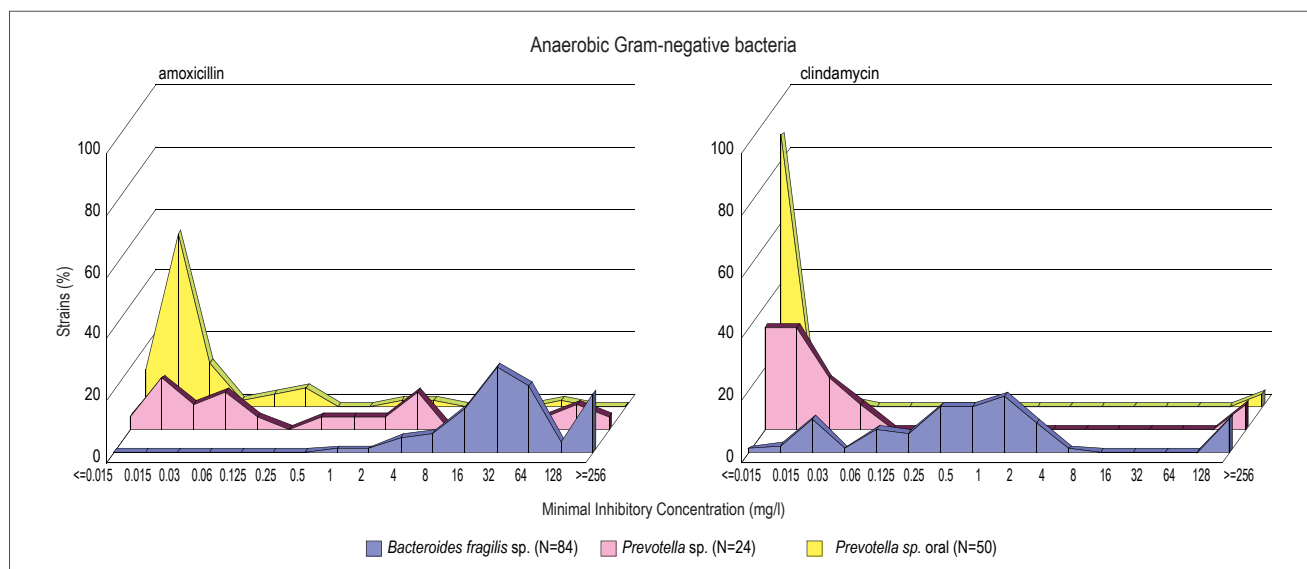 Anaerobic Gram-negative bacteria
amoxicillin
clindamycin
100
80
60
40
20
0
Strains (%)
<=0.015 0.015 0.03 0.06 0.125 0.25 0.5 1 2 4 8 16 32 64 128 >=256
100
80
60
40
20
0
<=0.015 0.015 0.03 0.06 0.125 0.25 0.5 1 2 4 8 16 32 64 128 >=256
Minimal Inhibitory Concentration (mg/l)
Bacteroides fragilis sp. (N=84) Prevotella sp. (N=24) Prevotella sp. oral (N=50)